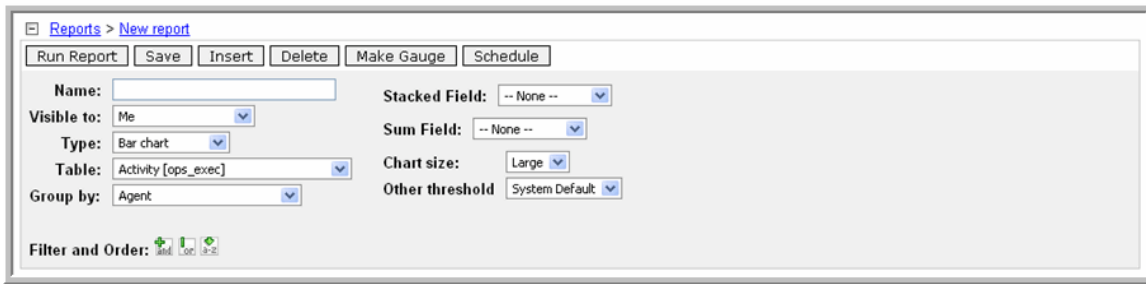 Reports > New report
Run Report Save Insert Delete Make Gauge Schedule
Name:
Visible to: Me
Type: Bar chart
Table: Activity [ops_exec]
Group by: Agent
Stacked Field: -- None --
Sum Field: -- None --
Chart size: Large
Other threshold System Default
Filter and Order: and or a-z